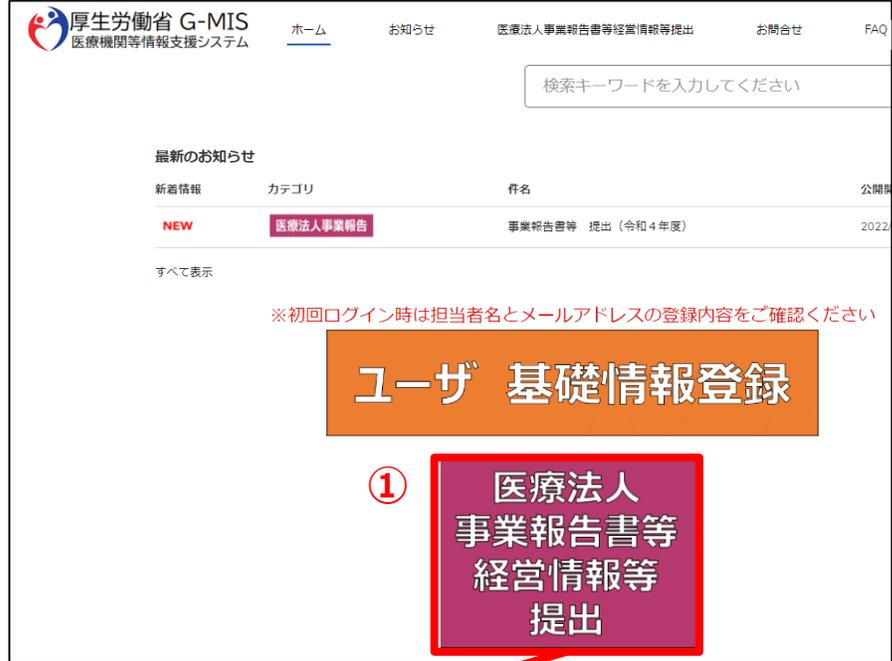 厚生労働省 G-MIS
医療機関等情報支援システム
ホーム
お知らせ
医療法人事業報告書等経営情報等提出
お問合せ
FAQ
検索キーワードを入力してください
最新のお知らせ
新着情報 カテゴリ 件名 公開
NEW 医療法人事業報告 事業報告書等 提出（令和4年度） 2022/
すべて表示
※初回ログイン時は担当者名とメールアドレスの登録内容をご確認ください
ユーザ 基礎情報登録
①
医療法人
事業報告書等
経営情報等
提出